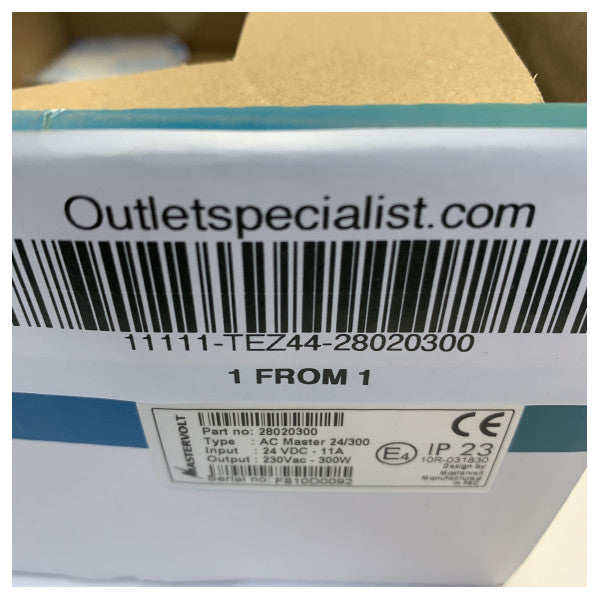 Outletspecialist.com
11111-TEZ44-28020300
1 FROM 1
MASTERVOLT
Part no: 28020300
Type : AC Master 24/300
Input : 24 VDC - 11A
Output : 230Vac - 300W
Serial no: F810D0092
CE
E4 IP 23
10R-031830
Design by
Mastervolt
Manufactured
in PRC